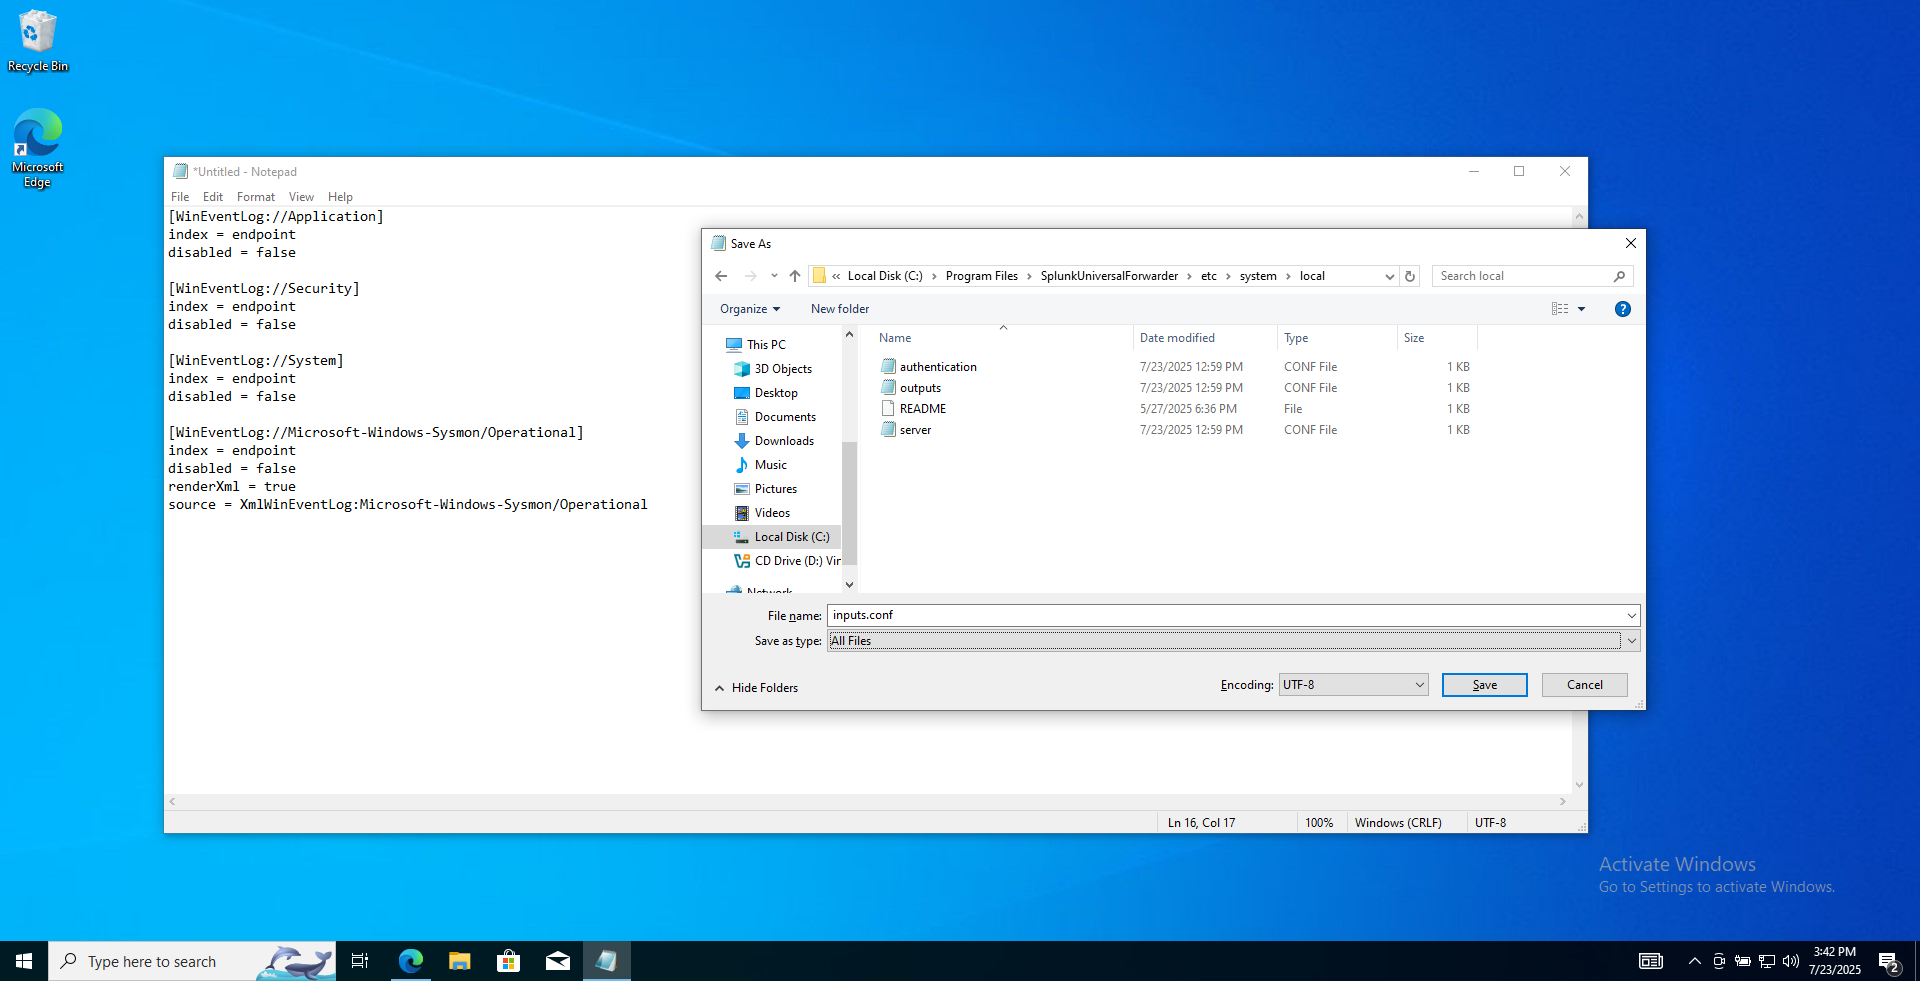 Recycle Bin
Microsoft
Edge
*Untitled - Notepad
File Edit Format View Help
[WinEventLog://Application]
index = endpoint
disabled = false
[WinEventLog://Security]
index = endpoint
disabled = false
[WinEventLog://System]
index = endpoint
disabled = false
[WinEventLog://Microsoft-Windows-Sysmon/Operational]
index = endpoint
disabled = false
renderXml = true
source = XmlWinEventLog:Microsoft-Windows-Sysmon/Operational
Save As
« Local Disk (C:) › Program Files › SplunkUniversalForwarder › etc › system › local
Search local
Organize New folder
This PC
3D Objects
Desktop
Documents
Downloads
Music
Pictures
Videos
Local Disk (C:)
CD Drive (D:) Vir
Network
Name Date modified Type Size
authentication 7/23/2025 12:59 PM CONF File 1 KB
outputs 7/23/2025 12:59 PM CONF File 1 KB
README 5/27/2025 6:36 PM File 1 KB
server 7/23/2025 12:59 PM CONF File 1 KB
File name: inputs.conf
Save as type: All Files
Hide Folders
Encoding: UTF-8 Save Cancel
Ln 16, Col 17 100% Windows (CRLF) UTF-8
Activate Windows
Go to Settings to activate Windows.
Type here to search
3:42 PM
7/23/2025
2